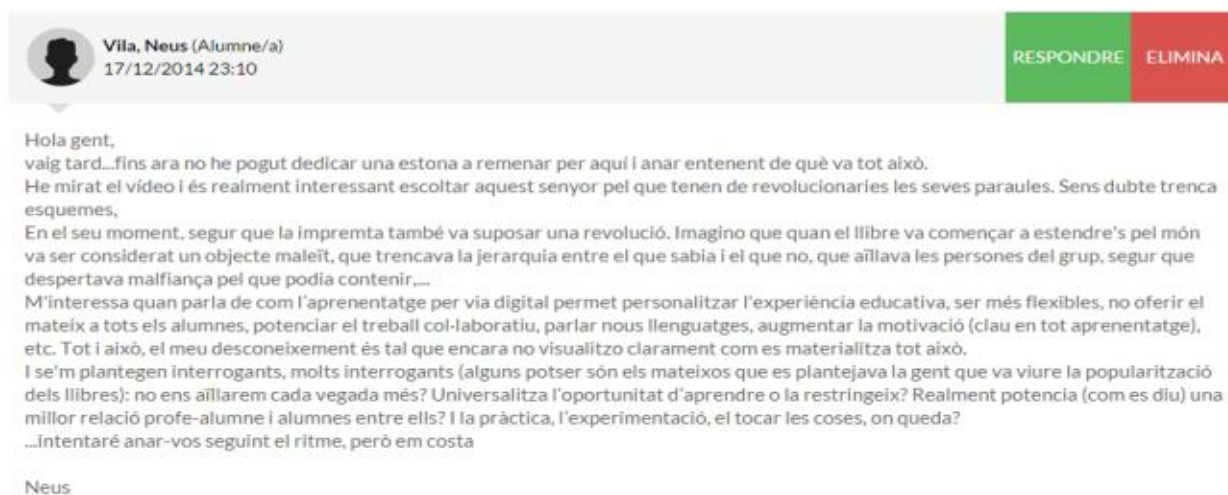 Vila, Neus (Alumne/a)
17/12/2014 23:10
RESPONDRE ELIMINA
Hola gent,
vaig tard...fins ara no he pogut dedicar una estona a remenar per aquí i anar entenent de què va tot això.
He mirat el vídeo i és realment interessant escoltar aquest senyor pel que tenen de revolucionaries les seves paraules. Sens dubte trenca
esquemes,
En el seu moment, segur que la impremta també va suposar una revolució. Imagino que quan el llibre va començar a estendre's pel món
va ser considerat un objecte maleït, que trencava la jerarquia entre el que sabia i el que no, que aïllava les persones del grup, segur que
despertava malfiança pel que podia contenir,...
M'interessa quan parla de com l'aprenentatge per via digital permet personalitzar l'experiència educativa, ser més flexibles, no oferir el
mateix a tots els alumnes, potenciar el treball col·laboratiu, parlar nous llenguatges, augmentar la motivació (clau en tot aprenentatge),
etc. Tot i això, el meu desconeixement és tal que encara no visualitzo clarament com es materialitza tot això.
I se'm plantegen interrogants, molts interrogants (alguns potser són els mateixos que es plantejava la gent que va viure la popularització
dels llibres): no ens aïllarem cada vegada més? Universalitza l'oportunitat d'aprendre o la restringeix? Realment potencia (com es diu) una
millor relació profe-alumne i alumnes entre ells? I la pràctica, l'experimentació, el tocar les coses, on queda?
...intentaré anar-vos seguint el ritme, però em costa
Neus